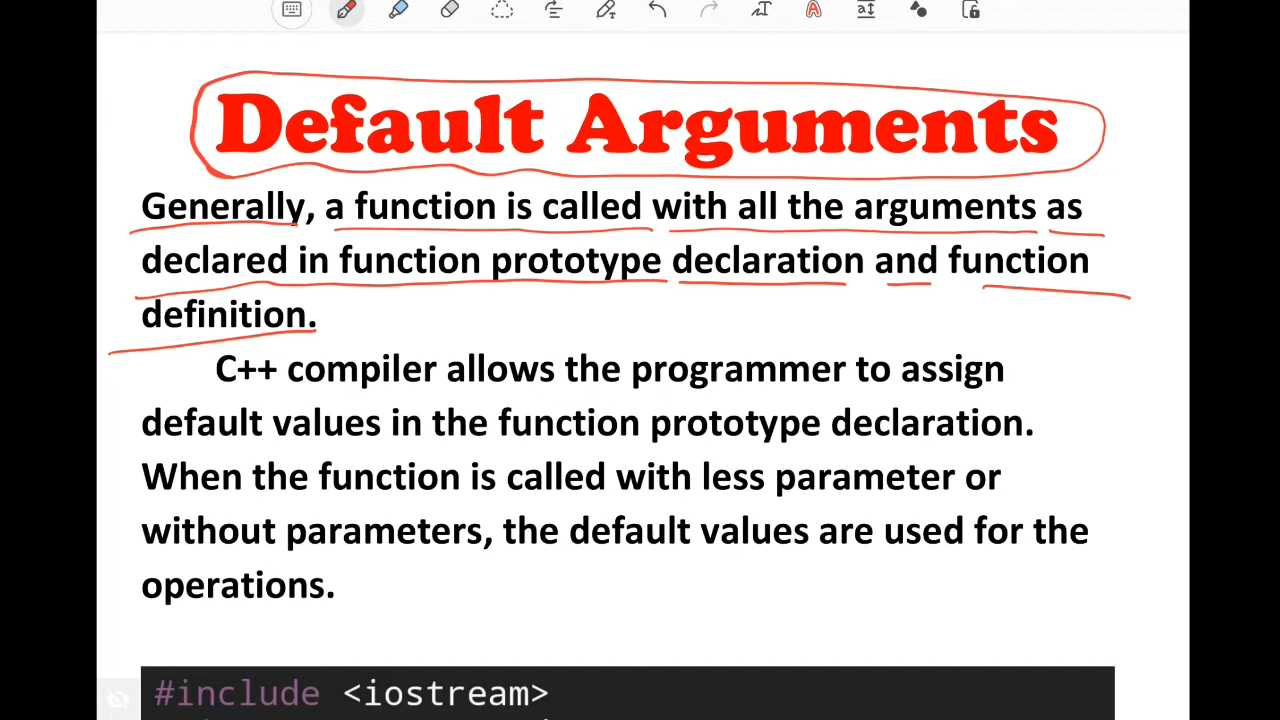 Default Arguments
Generally, a function is called with all the arguments as
declared in function prototype declaration and function
definition.
C++ compiler allows the programmer to assign
default values in the function prototype declaration.
When the function is called with less parameter or
without parameters, the default values are used for the
operations.
#include <iostream>